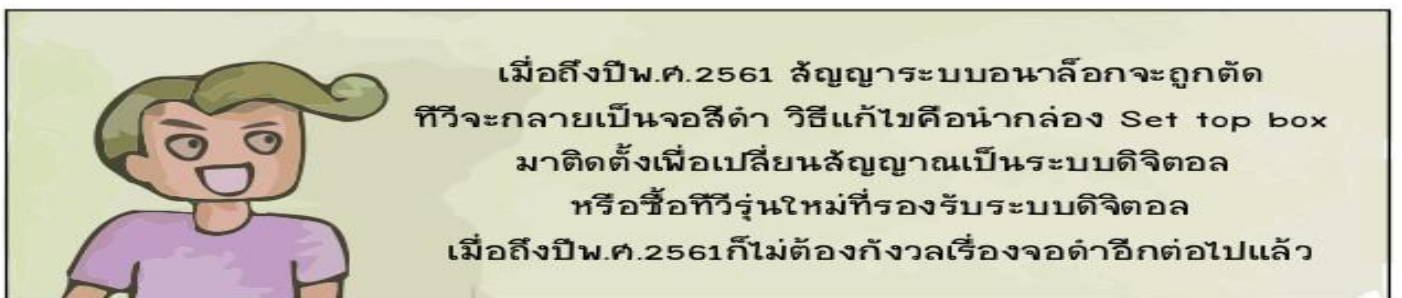 เมื่อถึงปีพ.ศ.2561 สัญญาระบบอนาล็อกจะถูกตัด
ทีวีจะกลายเป็นจอสีดำ วิธีแก้ไขคือนำกล่อง Set top box
มาติดตั้งเพื่อเปลี่ยนสัญญาณเป็นระบบดิจิตอล
หรือซื้อทีวีรุ่นใหม่ที่รองรับระบบดิจิตอล
เมื่อถึงปีพ.ศ.2561ก็ไม่ต้องกังวลเรื่องจอดำอีกต่อไปแล้ว